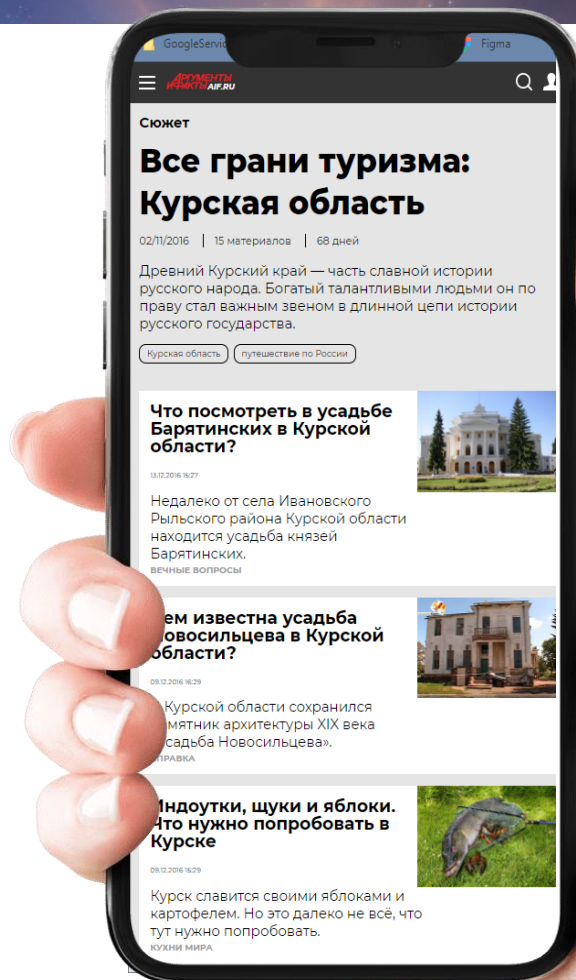 GoogleServic
Figma
АРГУМЕНТЫ
И ФАКТЫ AIF.RU
Сюжет
Все грани туризма:
Курская область
02/11/2016 | 15 материалов | 68 дней
Древний Курский край — часть славной истории
русского народа. Богатый талантливыми людьми он по
праву стал важным звеном в длинной цепи истории
русского государства.
Курская область путешествие по России
Что посмотреть в усадьбе
Барятинских в Курской
области?
13.12.2016 15:27
Недалеко от села Ивановского
Рыльского района Курской области
находится усадьба князей
Барятинских.
ВЕЧНЫЕ ВОПРОСЫ
ем известна усадьба
овосильцева в Курской
области?
09.12.2016 16:29
Курской области сохранился
мятник архитектуры XIX века
садьба Новосильцева».
ПРАВКА
Индоутки, щуки и яблоки.
Что нужно попробовать в
Курске
09.12.2016 15:29
Курск славится своими яблоками и
картофелем. Но это далеко не всё, что
тут нужно попробовать.
КУХНИ МИРА